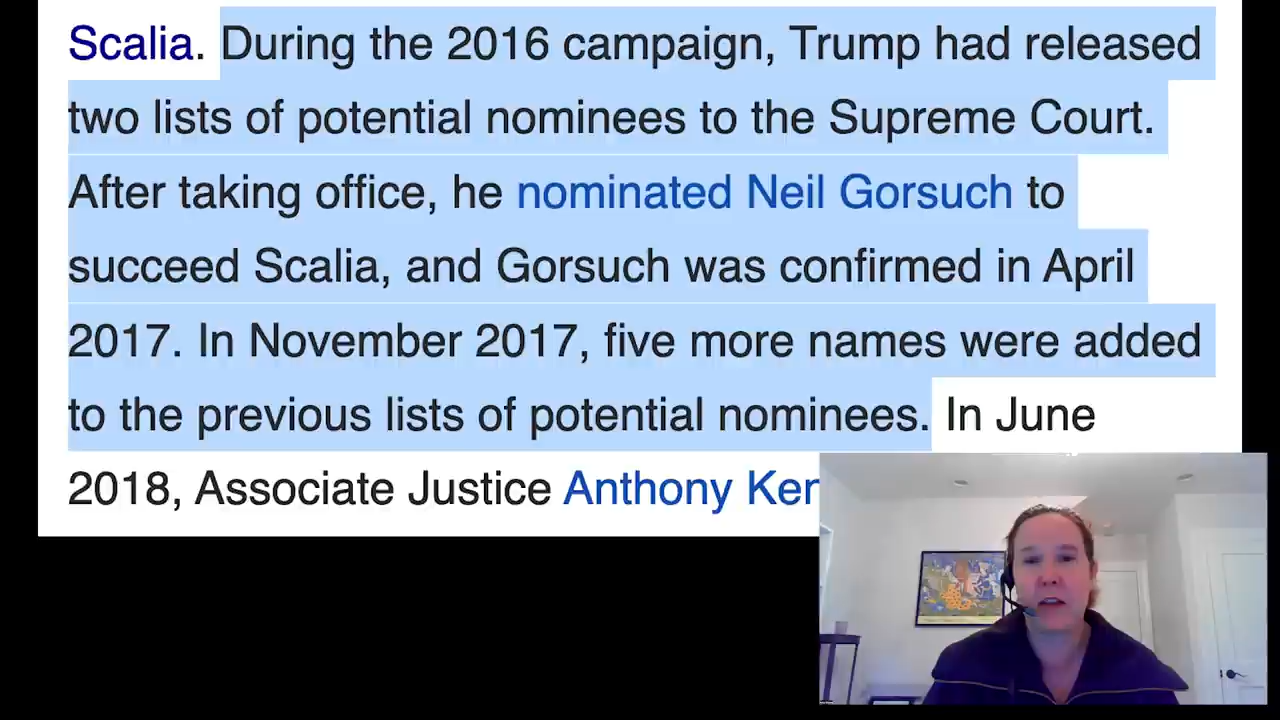 Scalia. During the 2016 campaign, Trump had released
two lists of potential nominees to the Supreme Court.
After taking office, he nominated Neil Gorsuch to
succeed Scalia, and Gorsuch was confirmed in April
2017. In November 2017, five more names were added
to the previous lists of potential nominees. In June
2018, Associate Justice Anthony